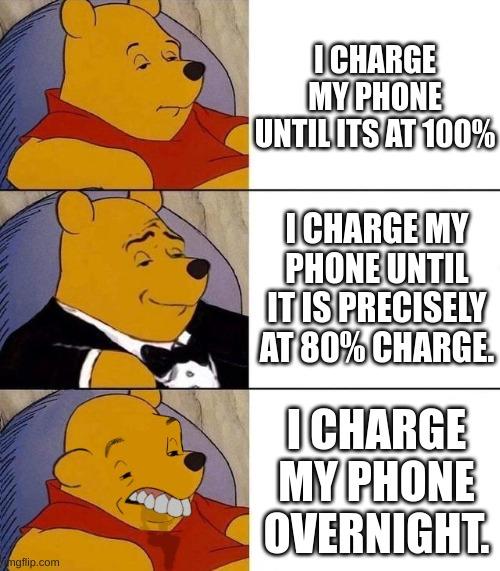 I CHARGE
MY PHONE
UNTIL ITS AT 100%
I CHARGE MY
PHONE UNTIL
IT IS PRECISELY
AT 80% CHARGE.
I CHARGE
MY PHONE
OVERNIGHT.
imgflip.com